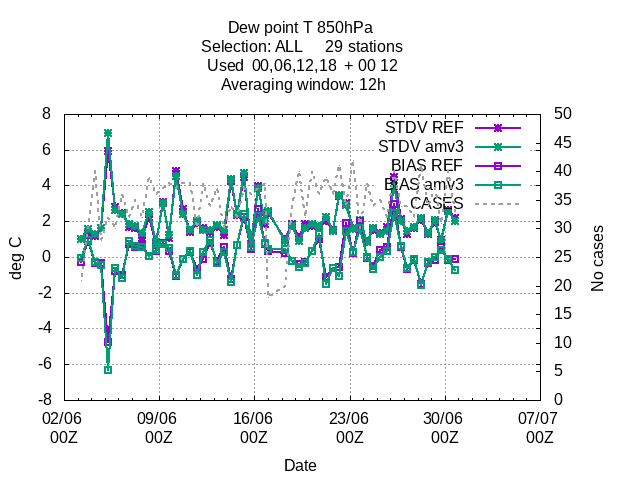 Dew point T 850hPa
Selection: ALL 29 stations
Used 00,06,12,18 + 00 12
Averaging window: 12h
8
6
4
2
0
-2
-4
-6
-8
deg C
50
45
40
35
30
25
20
15
10
5
0
No cases
STDV REF
STDV amv3
BIAS REF
BIAS amv3
CASES
02/06 09/06 16/06 23/06 30/06 07/07
00Z 00Z 00Z 00Z 00Z 00Z
Date